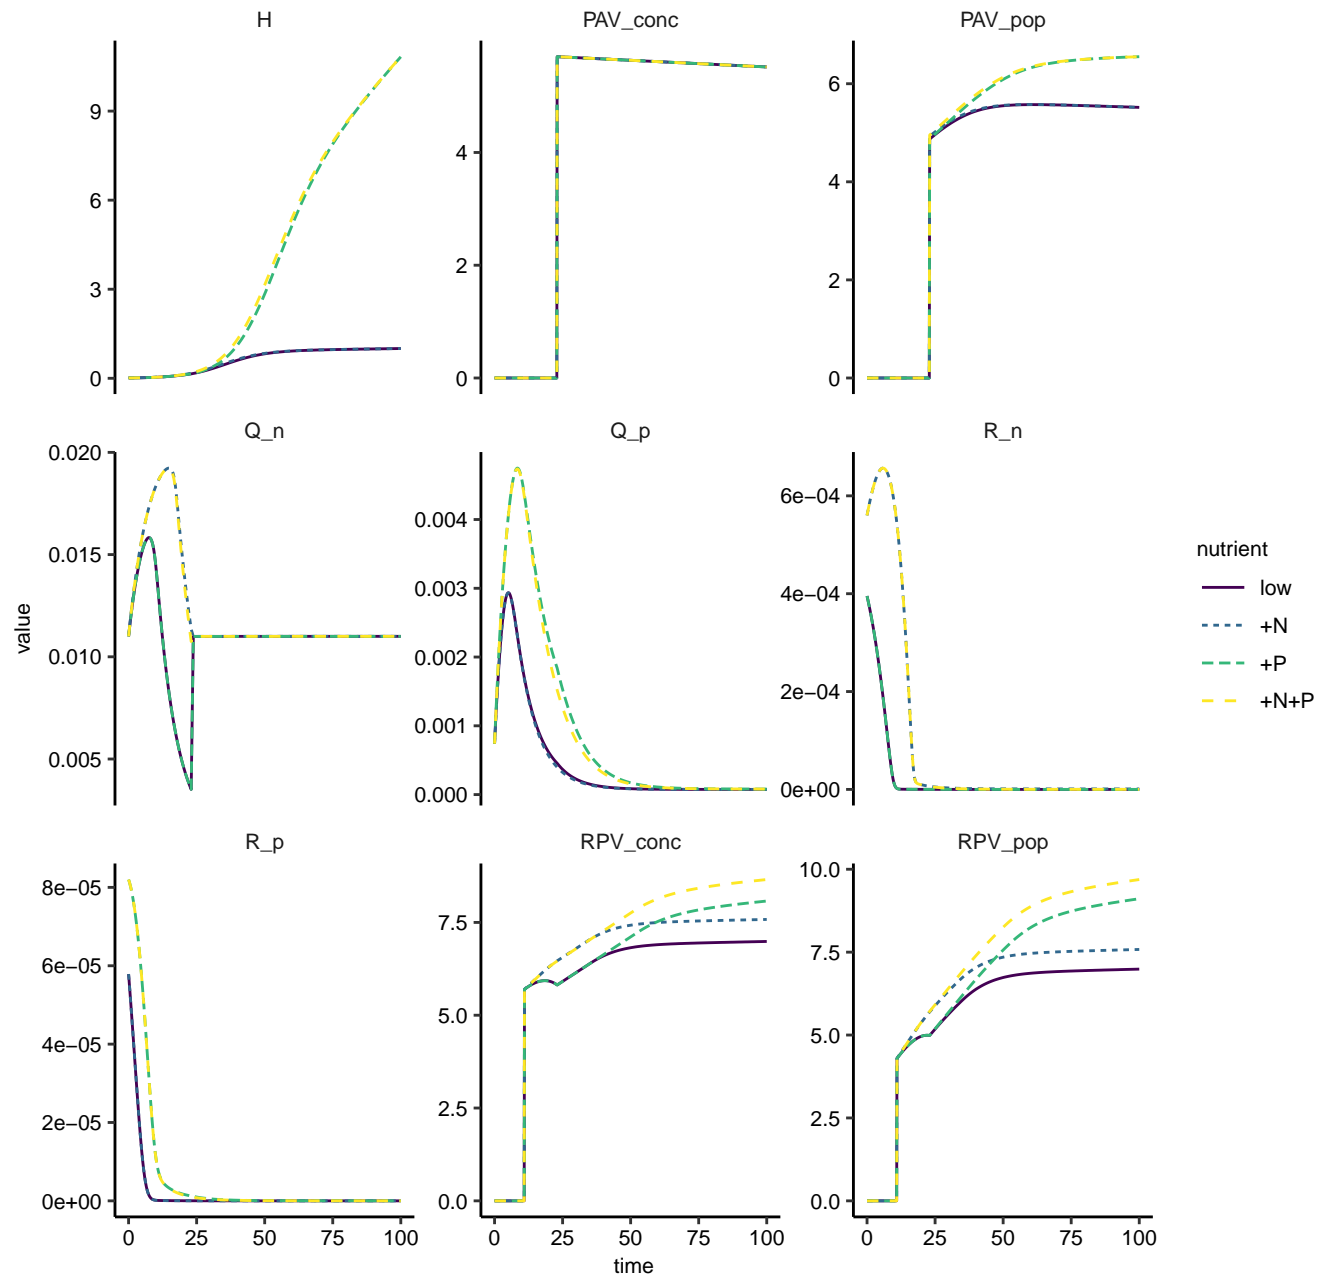 H
PAV_conc
PAV_pop
9
6
3
0
4
2
0
6
4
2
0
Q_n
Q_p
R_n
0.020
0.015
0.010
0.005
0.004
0.003
0.002
0.001
0.000
6e−04
4e−04
2e−04
0e+00
value
nutrient
low
+N
+P
+N+P
R_p
RPV_conc
RPV_pop
8e−05
6e−05
4e−05
2e−05
0e+00
7.5
5.0
2.5
0.0
10.0
7.5
5.0
2.5
0.0
0 25 50 75 100
0 25 50 75 100
0 25 50 75 100
time